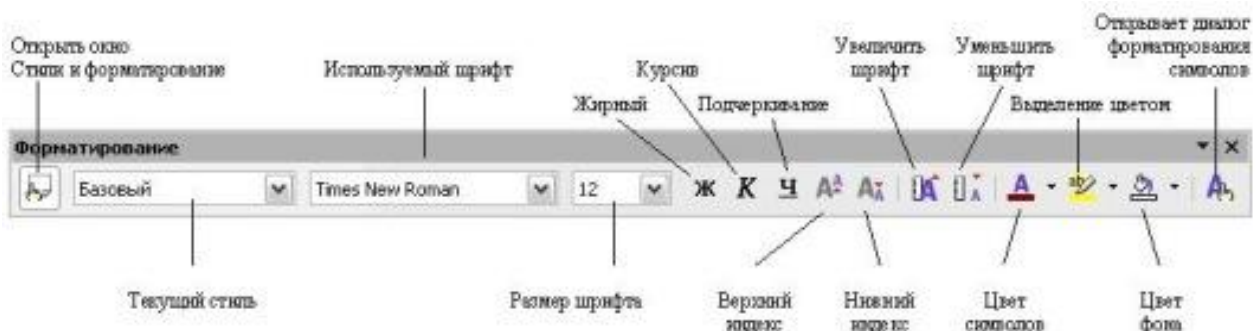 Открывает диалог
форматирования
символов
Открыть окно
Стили и форматирование
Используемый шрифт
Курсив
Увеличить
шрифт
Уменьшить
шрифт
Жирный
Подчеркивание
Выделение цветом
Форматирование
Базовый
Times New Roman
12
Ж
К
Ч
Текущий стиль
Размер шрифта
Верхний
индекс
Нижний
индекс
Цвет
символов
Цвет
фона